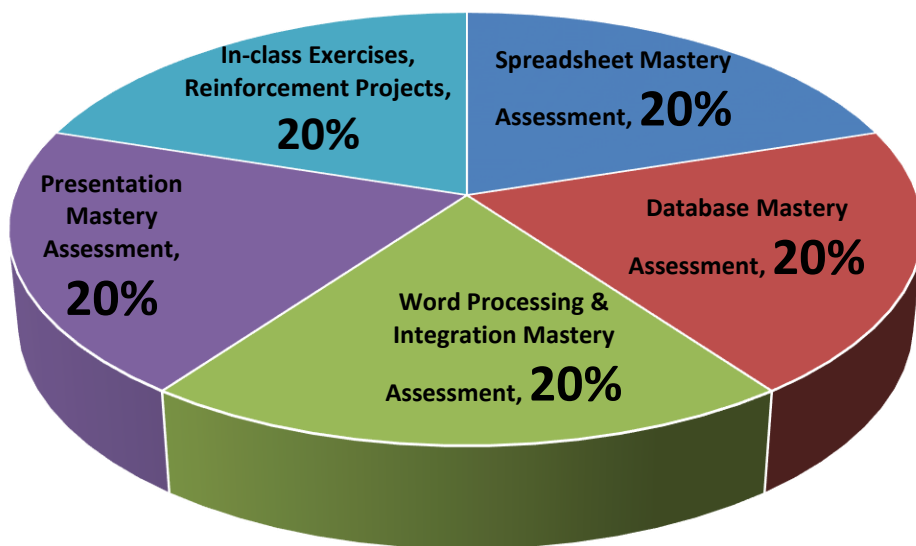 In-class Exercises,
Reinforcement Projects,
20%
Spreadsheet Mastery
Assessment, 20%
Database Mastery
Assessment, 20%
Word Processing &
Integration Mastery
Assessment, 20%
Presentation
Mastery
Assessment,
20%